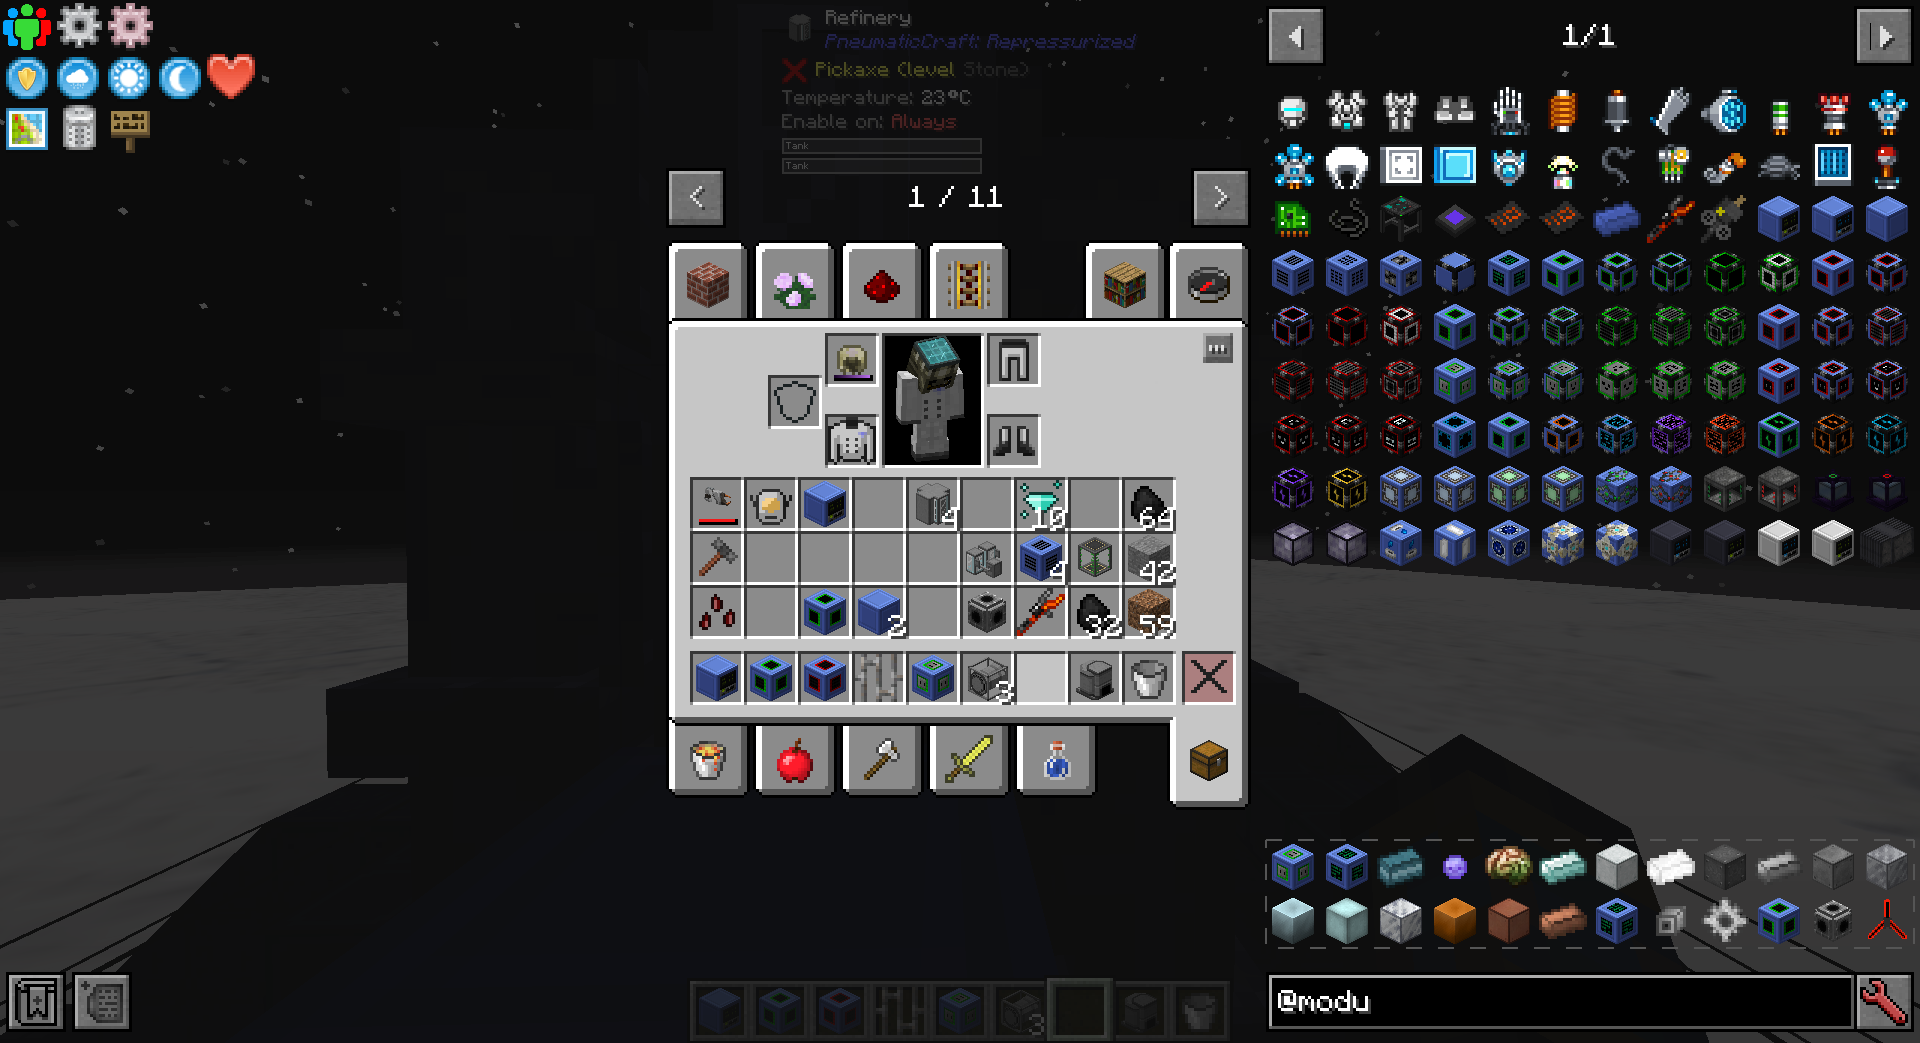 Refinery
PneumaticCraft: Repressurized
Pickaxe (level Stone)
Temperature: 23°C
Enable on: Always
Tank
Tank
1 / 11
1/1
4
10
64
4
42
2
32
59
3
3
@modu